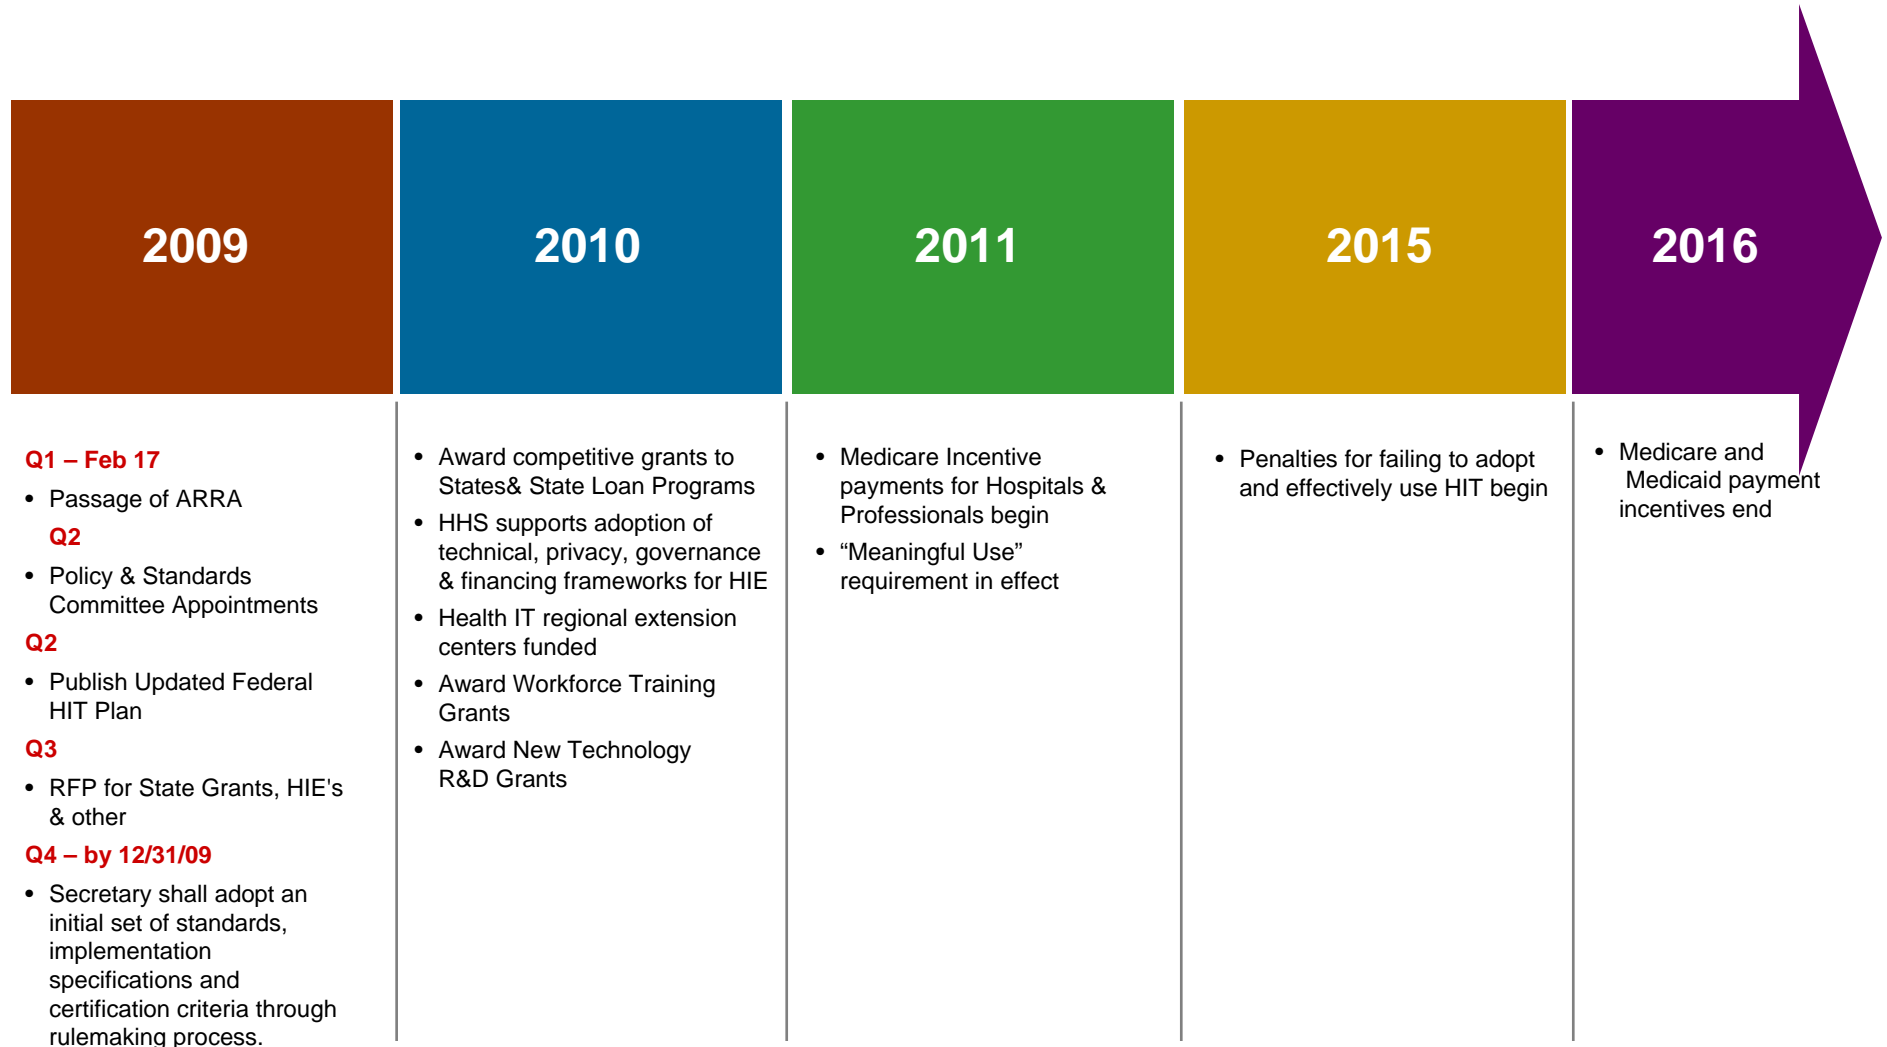 2009
2010
2011
2015
2016
Q1 – Feb 17
• Passage of ARRA
Q2
• Policy & Standards
Committee Appointments
Q2
• Publish Updated Federal
HIT Plan
Q3
• RFP for State Grants, HIE's
& other
Q4 – by 12/31/09
• Secretary shall adopt an
initial set of standards,
implementation
specifications and
certification criteria through
rulemaking process.
• Award competitive grants to
States& State Loan Programs
• HHS supports adoption of
technical, privacy, governance
& financing frameworks for HIE
• Health IT regional extension
centers funded
• Award Workforce Training
Grants
• Award New Technology
R&D Grants
• Medicare Incentive
payments for Hospitals &
Professionals begin
• “Meaningful Use”
requirement in effect
• Penalties for failing to adopt
and effectively use HIT begin
• Medicare and
Medicaid payment
incentives end